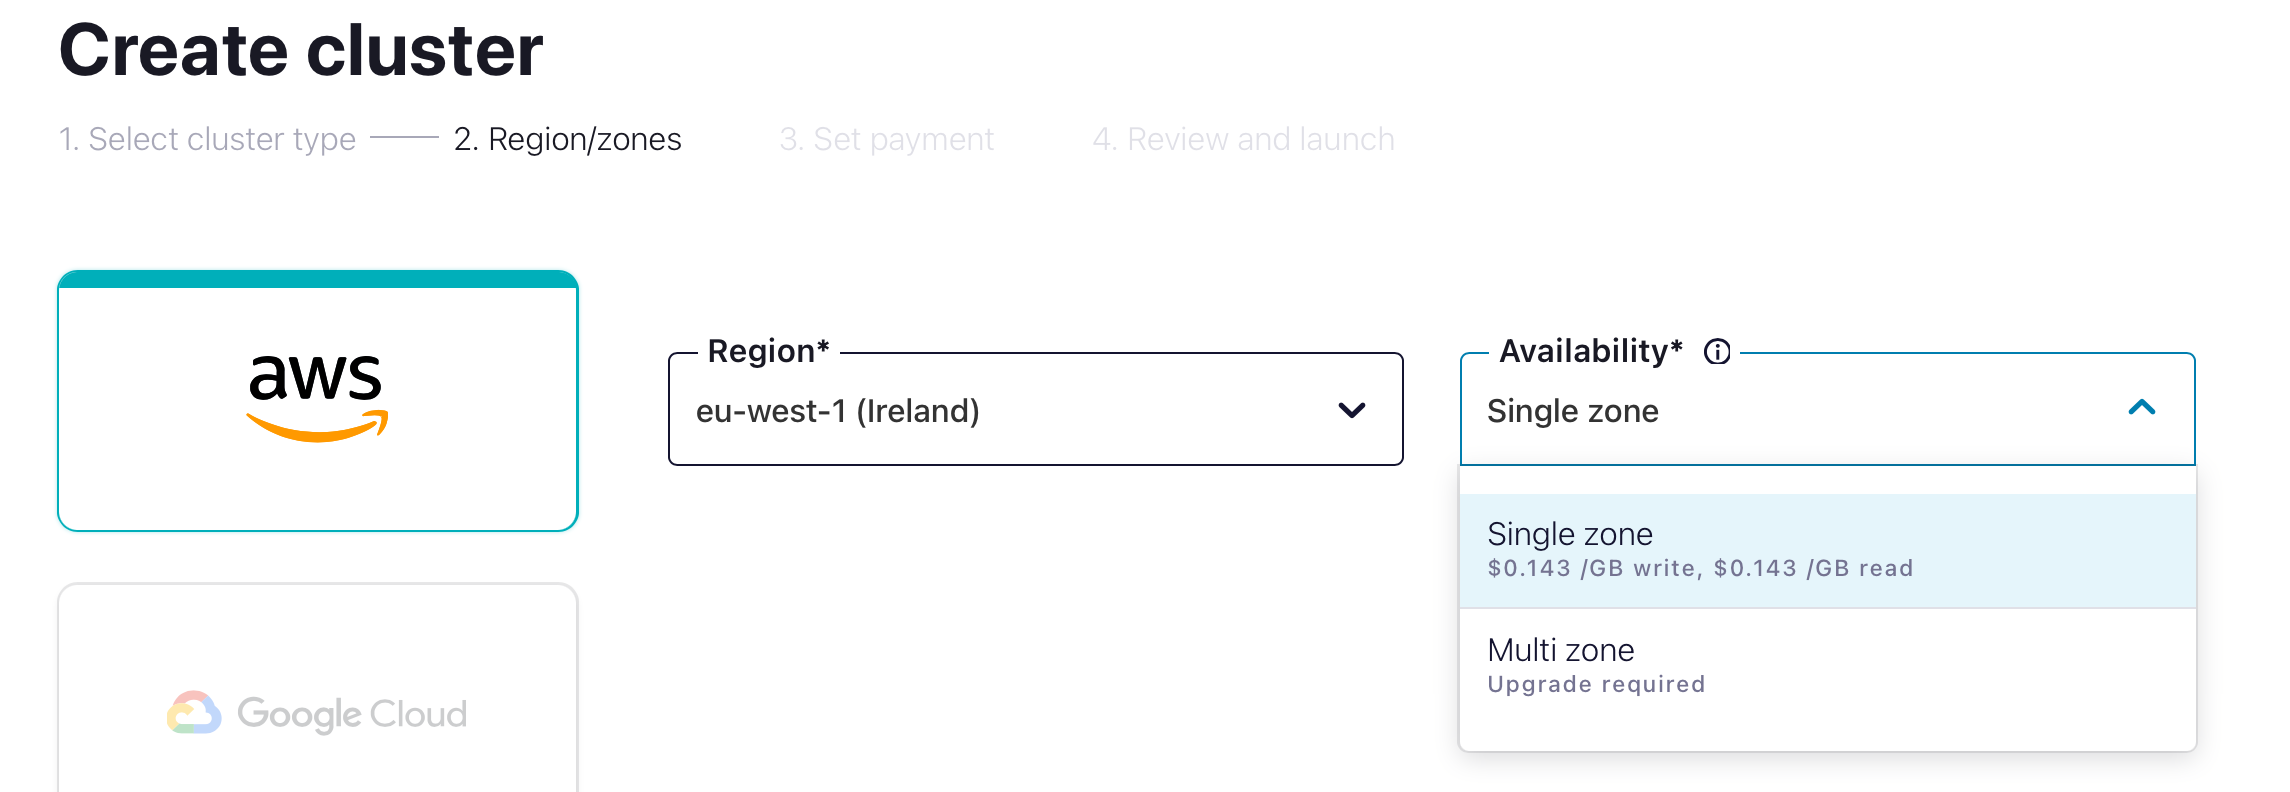 Create cluster
1. Select cluster type 2. Region/zones 3. Set payment 4. Review and launch
aws
Region*
eu-west-1 (Ireland)
Availability*
Single zone
Single zone
$0.143 /GB write, $0.143 /GB read
Multi zone
Upgrade required
Google Cloud